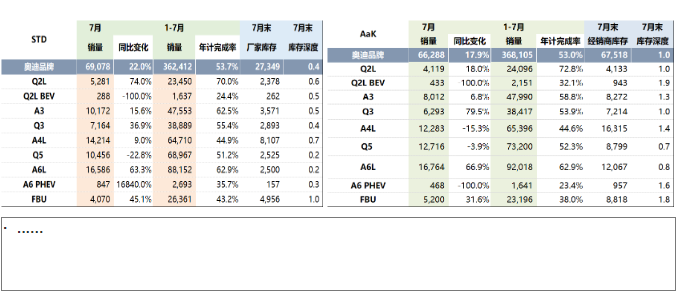 STD 7月 1-7月 7月末 7月末
销量 同比变化 销量 年计完成率 厂家库存 库存深度
奥迪品牌 69,078 22.0% 362,412 53.7% 27,349 0.4
Q2L 5,281 74.0% 23,450 70.0% 2,378 0.6
Q2L BEV 288 -100.0% 1,637 24.4% 262 0.5
A3 10,172 15.6% 47,553 62.5% 3,571 0.5
Q3 7,164 36.9% 38,889 55.4% 2,893 0.4
A4L 14,214 9.0% 64,710 44.9% 8,107 0.7
Q5 10,456 -22.8% 68,967 51.2% 2,525 0.2
A6L 16,586 63.3% 88,152 62.9% 2,500 0.2
A6 PHEV 847 16840.0% 2,693 35.7% 157 0.3
FBU 4,070 45.1% 26,361 43.2% 4,956 1.0
AaK 7月 1-7月 7月末 7月末
销量 同比变化 销量 年计完成率 经销商库存 库存深度
奥迪品牌 66,288 17.9% 368,105 53.0% 67,518 1.0
Q2L 4,119 18.0% 24,096 72.8% 4,133 1.0
Q2L BEV 433 -100.0% 2,151 32.1% 943 1.9
A3 8,012 6.8% 47,990 58.8% 8,272 1.3
Q3 6,293 79.5% 38,417 53.9% 7,214 1.0
A4L 12,283 -15.3% 65,396 44.6% 16,315 1.4
Q5 12,716 -3.9% 73,200 52.3% 8,799 0.7
A6L 16,764 66.9% 92,018 62.9% 12,067 0.8
A6 PHEV 468 -100.0% 1,641 23.4% 957 1.6
FBU 5,200 31.6% 23,196 38.0% 8,818 1.8
• ……